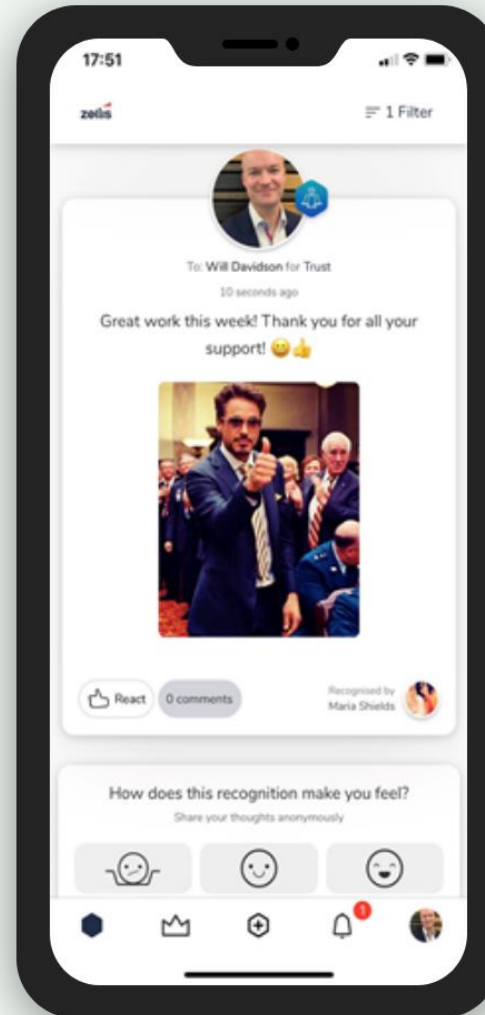 17:51
zellis
1 Filter
To: Will Davidson for Trust
10 seconds ago
Great work this week! Thank you for all your
support! 😀👍
React
0 comments
Recognised by
Maria Shields
How does this recognition make you feel?
Share your thoughts anonymously
1